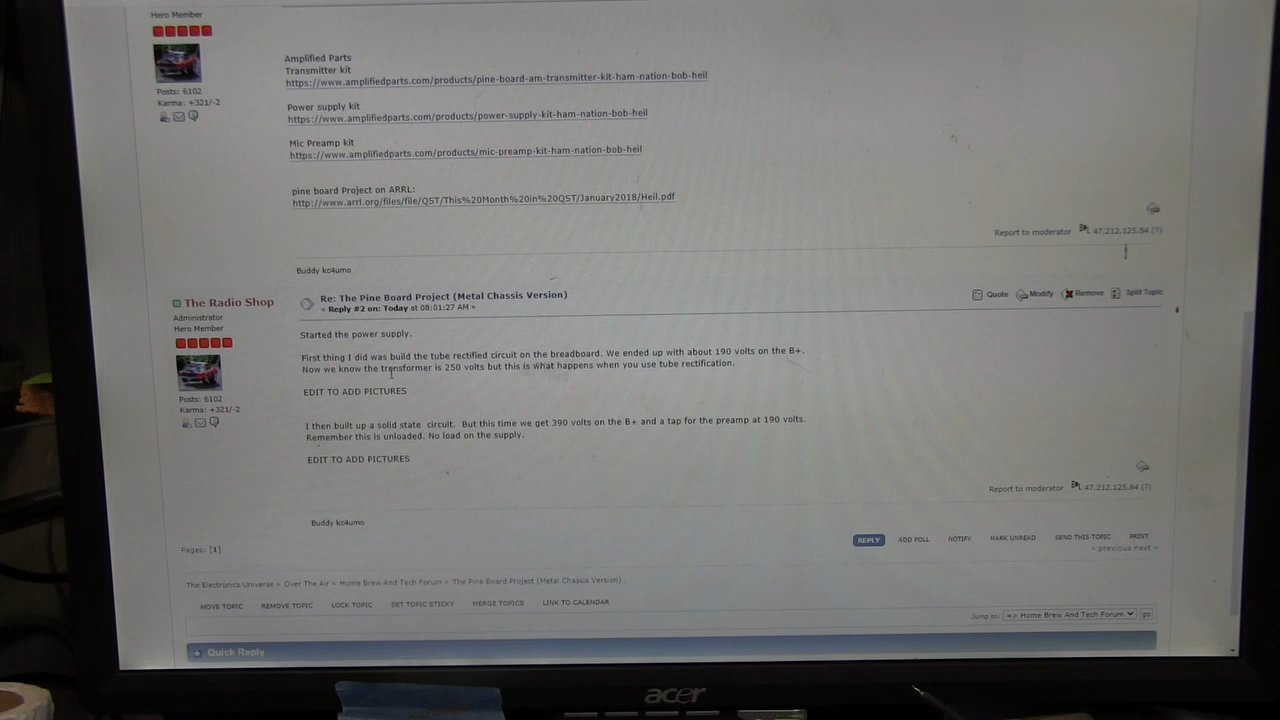 Hero Member
Posts: 6102
Karma: +321/-2
Amplified Parts
Transmitter kit
https://www.amplifiedparts.com/products/pine-board-am-transmitter-kit-ham-nation-bob-heil
Power supply kit
https://www.amplifiedparts.com/products/power-supply-kit-ham-nation-bob-heil
Mic Preamp kit
https://www.amplifiedparts.com/products/mic-preamp-kit-ham-nation-bob-heil
pine board Project on ARRL:
http://www.arrl.org/files/file/QST/This%20Month%20in%20QST/January2018/Heil.pdf
Report to moderator 47.212.125.84 (?)
Buddy kc4umo
The Radio Shop
Administrator
Hero Member
Posts: 6102
Karma: +321/-2
Re: The Pine Board Project (Metal Chassis Version)
« Reply #2 on: Today at 08:01:27 AM »
Quote Modify Remove Split Topic
Started the power supply.
First thing I did was build the tube rectified circuit on the breadboard. We ended up with about 190 volts on the B+.
Now we know the transformer is 250 volts but this is what happens when you use tube rectification.
EDIT TO ADD PICTURES
I then built up a solid state circuit. But this time we get 390 volts on the B+ and a tap for the preamp at 190 volts.
Remember this is unloaded. No load on the supply.
EDIT TO ADD PICTURES
Report to moderator 47.212.125.84 (?)
Buddy kc4umo
Pages: [1]
REPLY ADD POLL NOTIFY MARK UNREAD SEND THIS TOPIC PRINT
« previous next »
The Electronics Universe » Over The Air » Home Brew And Tech Forum » The Pine Board Project (Metal Chassis Version)
MOVE TOPIC REMOVE TOPIC LOCK TOPIC SET TOPIC STICKY MERGE TOPICS LINK TO CALENDAR
Jump to: => Home Brew And Tech Forum go
Quick Reply
acer